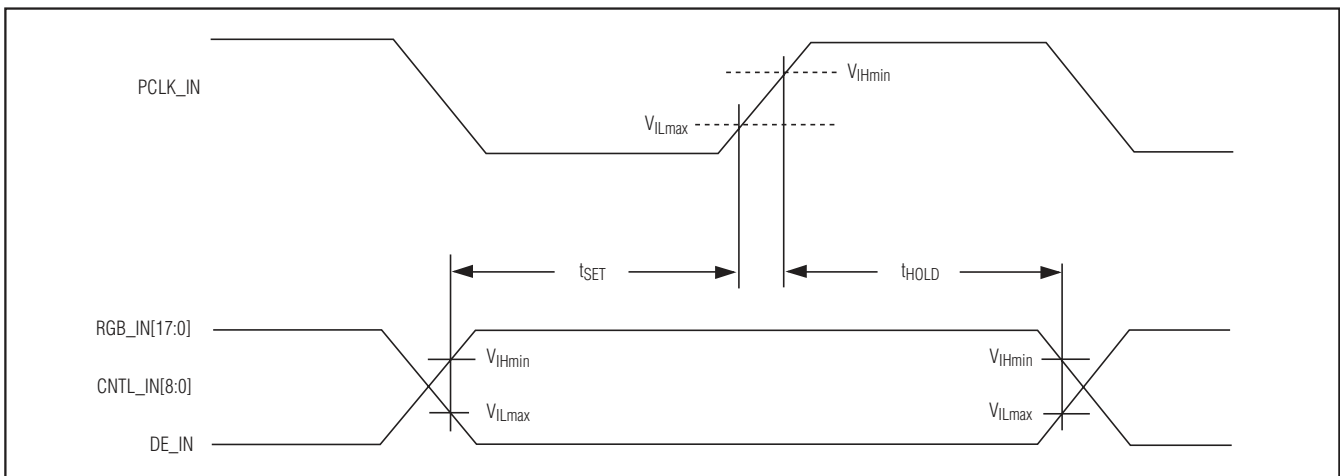 PCLK_IN
VIHmin
VILmax
tSET
tHOLD
RGB_IN[17:0]
VIHmin
VIHmin
CNTL_IN[8:0]
VILmax
VILmax
DE_IN